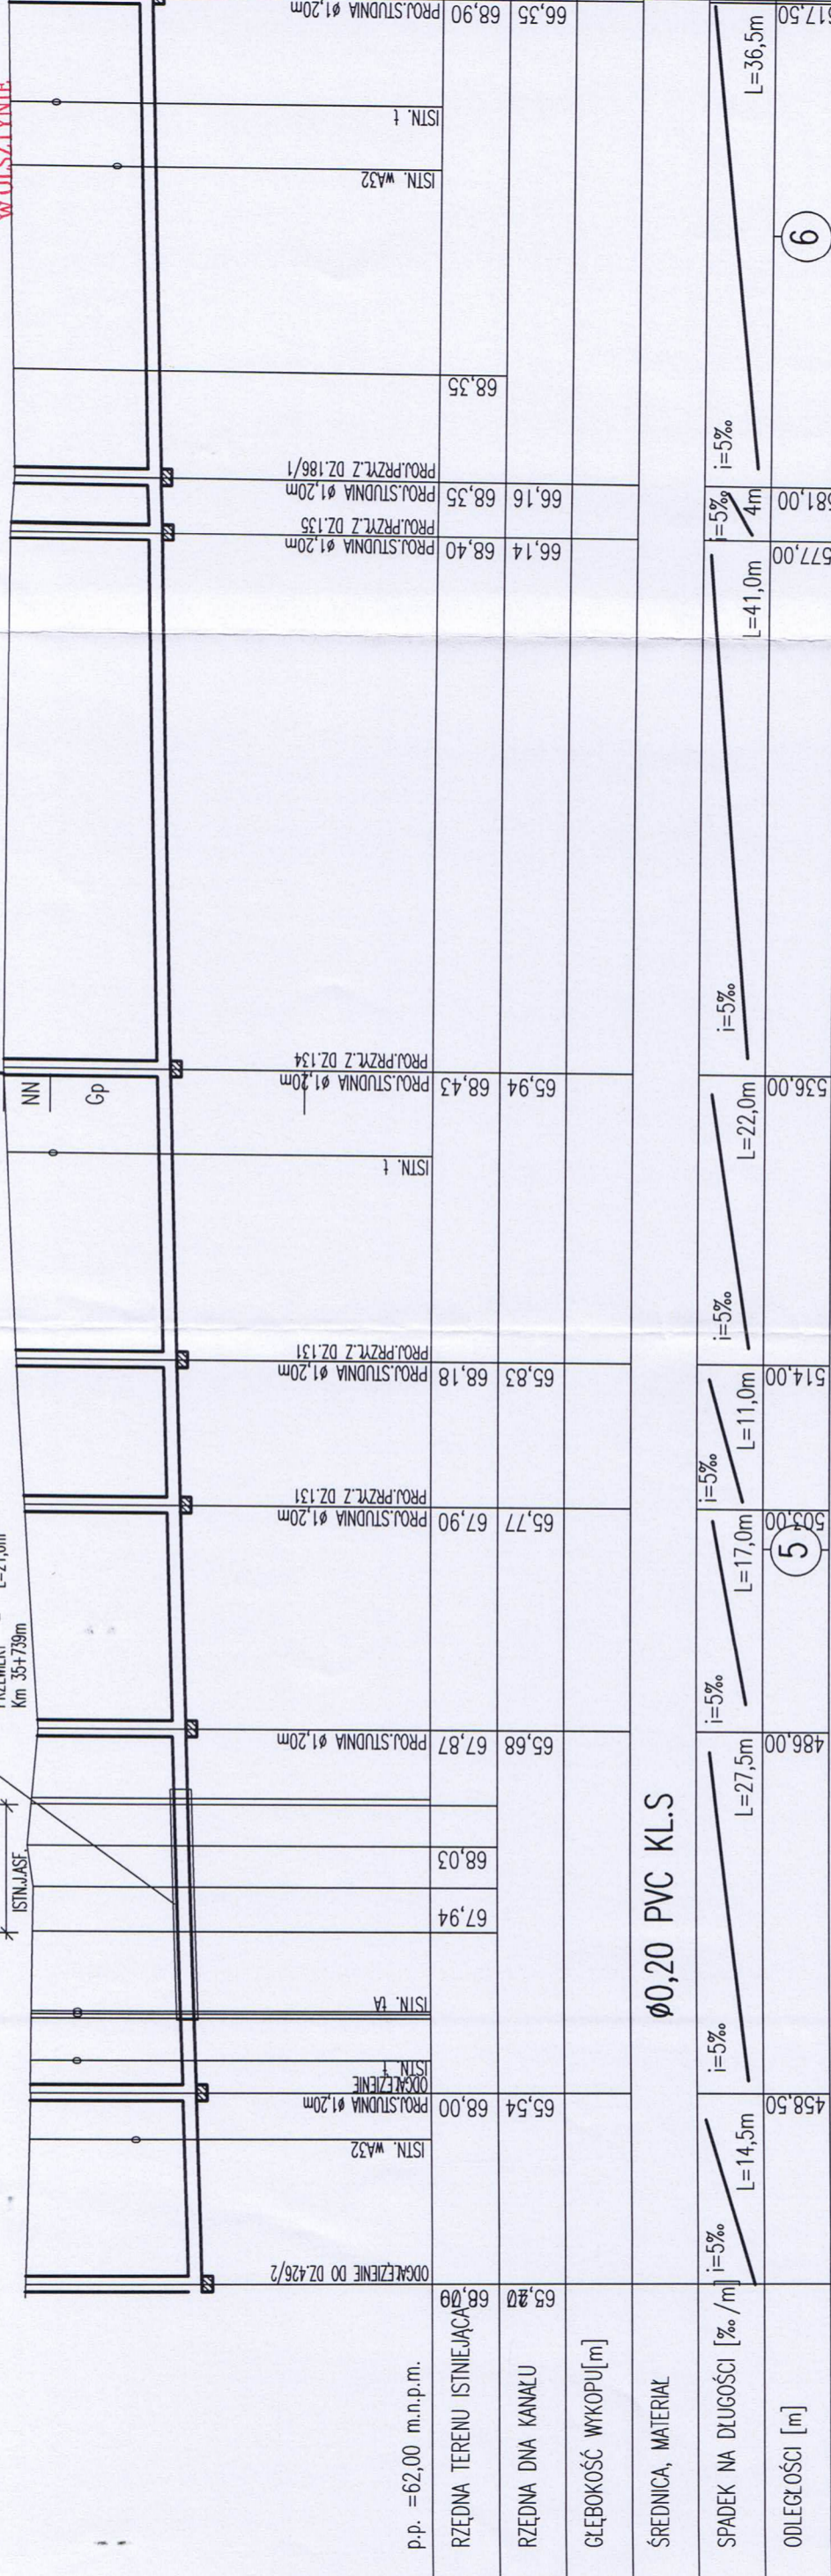 W OLSZTYNIE
Km 35+739m
ISTN.J.ASF.
NN
Gp
ODGAŁĘZIENIE DO DZ.426/2
ISTN. wA32
PROJ.STUDNIA ø1,20m
ODGAŁĘZIENIE
ISTN. t
ISTN. tA
PROJ.STUDNIA ø1,20m
PROJ.STUDNIA ø1,20m
PROJ.PRZYŁ.Z DZ.131
PROJ.STUDNIA ø1,20m
PROJ.PRZYŁ.Z DZ.131
ISTN. t
PROJ.STUDNIA ø1,20m
PROJ.PRZYŁ.Z DZ.134
PROJ.STUDNIA ø1,20m
PROJ.PRZYŁ.Z DZ.135
PROJ.STUDNIA ø1,20m
PROJ.PRZYŁ.Z DZ.186/1
ISTN. wA32
ISTN. t
PROJ.STUDNIA ø1,20m
p.p. =62,00 m.n.p.m.
RZĘDNA TERENU ISTNIEJĄCA
68,00 67,94 68,03 67,87 67,90 68,18 68,43 68,40 68,35 68,35 68,90
RZĘDNA DNA KANAŁU
65,54 65,68 65,77 65,83 65,94 66,14 66,16 66,35
GŁĘBOKOŚĆ WYKOPU[m]
ŚREDNICA, MATERIAŁ
ø0,20 PVC KL.S
SPADEK NA DŁUGOŚCI [‰/m]
i=5‰ L=14,5m
i=5‰ L=27,5m
i=5‰ L=17,0m
i=5‰ L=11,0m
i=5‰ L=22,0m
i=5‰ L=41,0m
i=5‰ 4m
i=5‰ L=36,5m
ODLEGŁOŚCI [m]
458,50 486,00 503,00 514,00 536,00 577,00 581,00 617,50
5
6